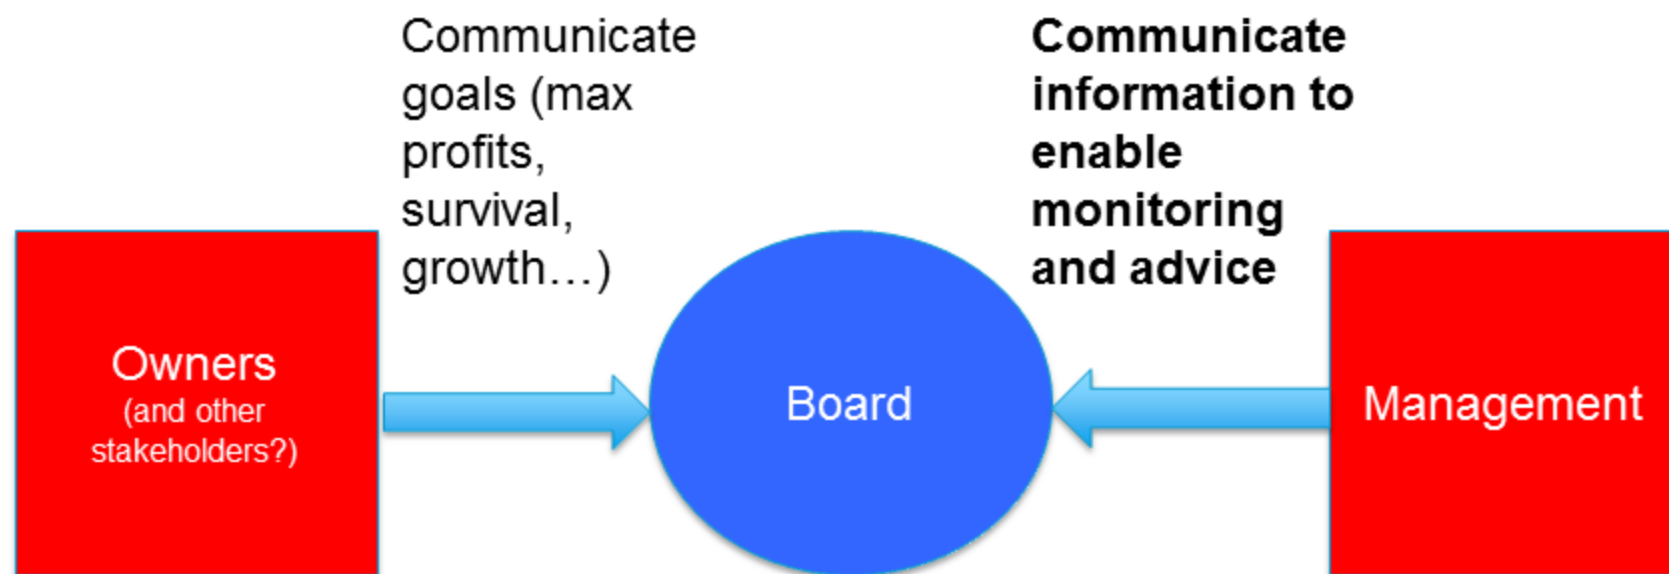 Communicate
goals (max
profits,
survival,
growth…)
Communicate
information to
enable
monitoring
and advice
Owners
(and other
stakeholders?)
Board
Management